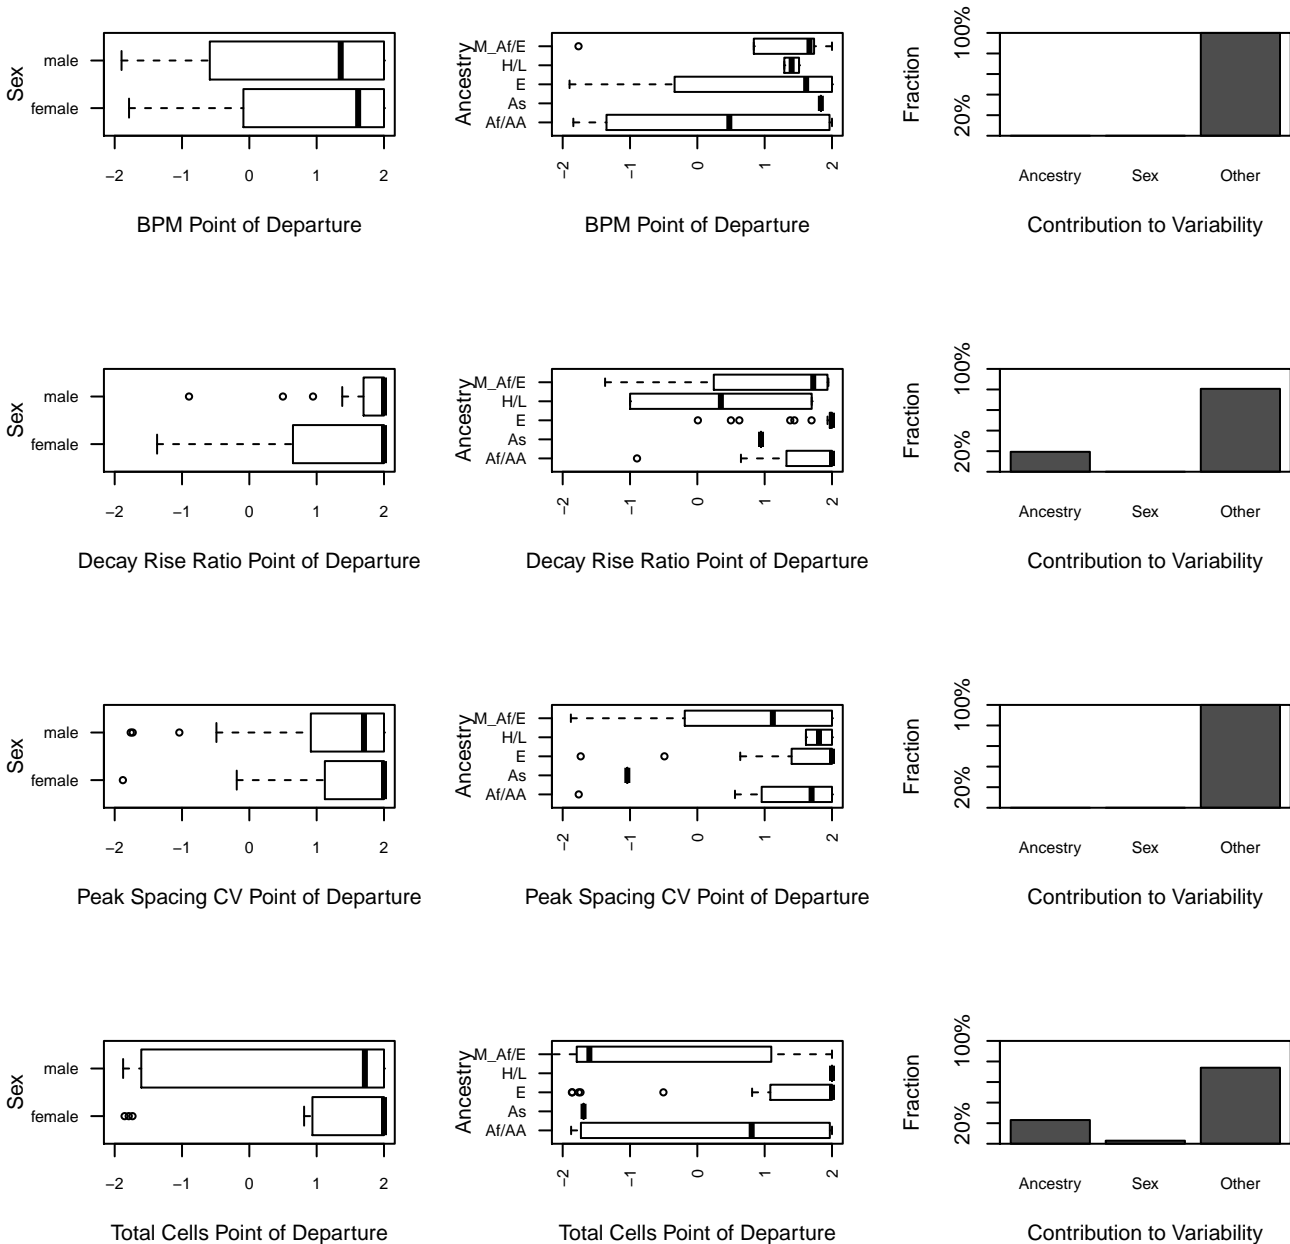 Sex
male
female
−2 −1 0 1 2
BPM Point of Departure
Ancestry
M_Af/E
H/L
E
As
Af/AA
−2 −1 0 1 2
BPM Point of Departure
Fraction
100%
20%
Ancestry Sex Other
Contribution to Variability
Sex
male
female
−2 −1 0 1 2
Decay Rise Ratio Point of Departure
Ancestry
M_Af/E
H/L
E
As
Af/AA
−2 −1 0 1 2
Decay Rise Ratio Point of Departure
Fraction
100%
20%
Ancestry Sex Other
Contribution to Variability
Sex
male
female
−2 −1 0 1 2
Peak Spacing CV Point of Departure
Ancestry
M_Af/E
H/L
E
As
Af/AA
−2 −1 0 1 2
Peak Spacing CV Point of Departure
Fraction
100%
20%
Ancestry Sex Other
Contribution to Variability
Sex
male
female
−2 −1 0 1 2
Total Cells Point of Departure
Ancestry
M_Af/E
H/L
E
As
Af/AA
−2 −1 0 1 2
Total Cells Point of Departure
Fraction
100%
20%
Ancestry Sex Other
Contribution to Variability